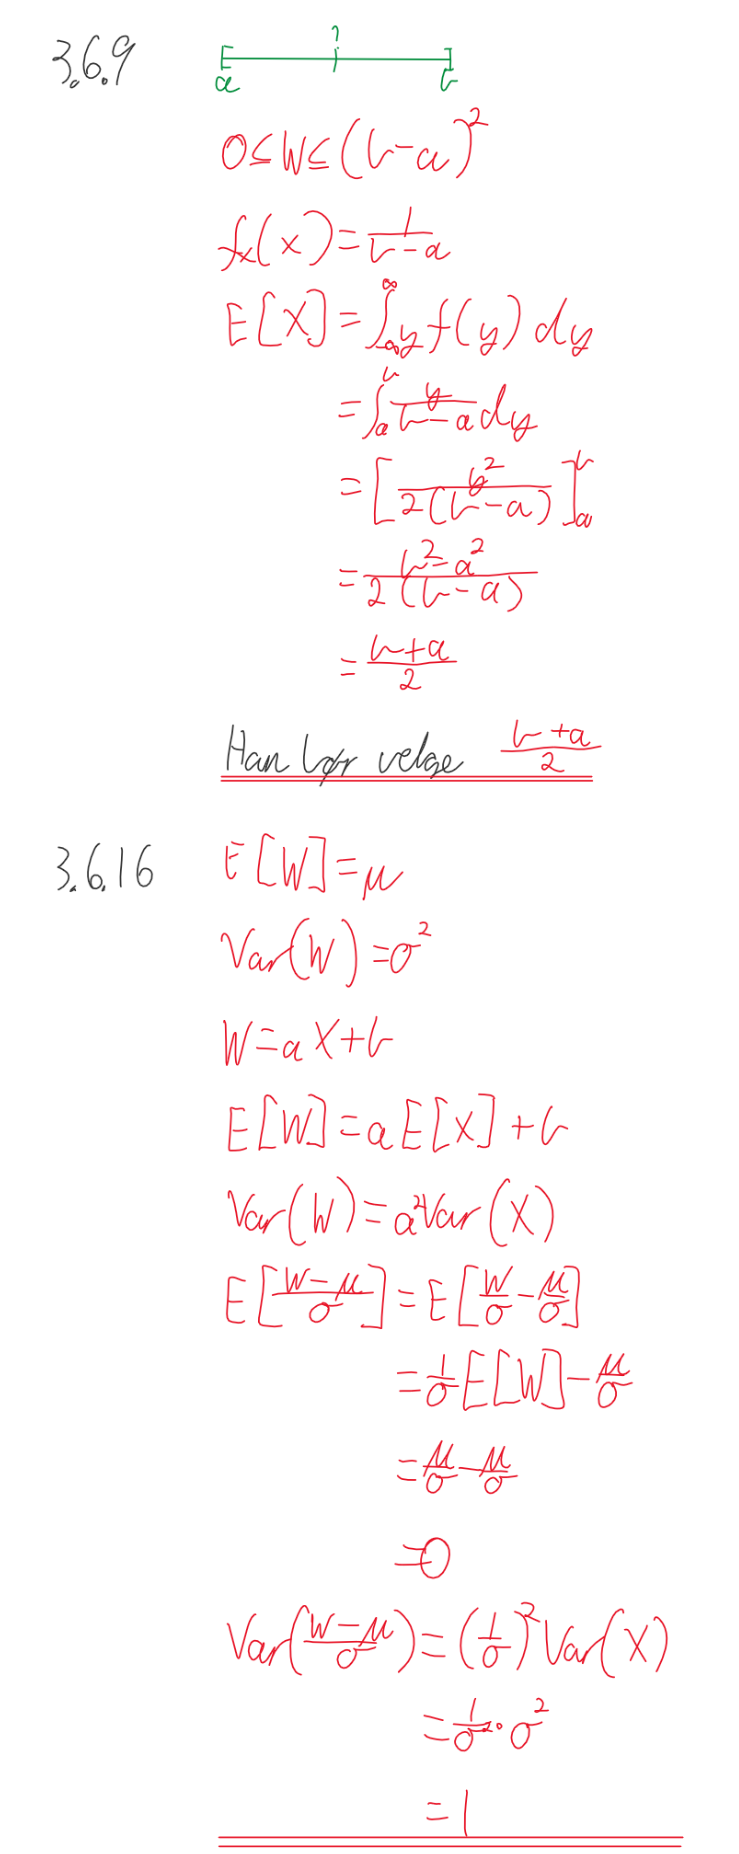 3.6.9
?
a b
0≤W≤(b-a)²
fₓ(x)=1/(b-a)
E[X]=∫_{-∞}^{∞} y f(y) dy
=∫_a^b y/(b-a) dy
=[y²/(2(b-a))]_a^b
=(b²-a²)/(2(b-a))
=(b+a)/2
Han bør velge (b+a)/2
3.6.16 E[W]=μ
Var(W)=σ²
W=aX+b
E[W]=aE[X]+b
Var(W)=a²Var(X)
E[(W-μ)/σ]=E[W/σ-μ/σ]
=1/σ E[W]-μ/σ
=μ/σ-μ/σ
=0
Var((W-μ)/σ)=(1/σ)²Var(X)
=1/σ²·σ²
=1